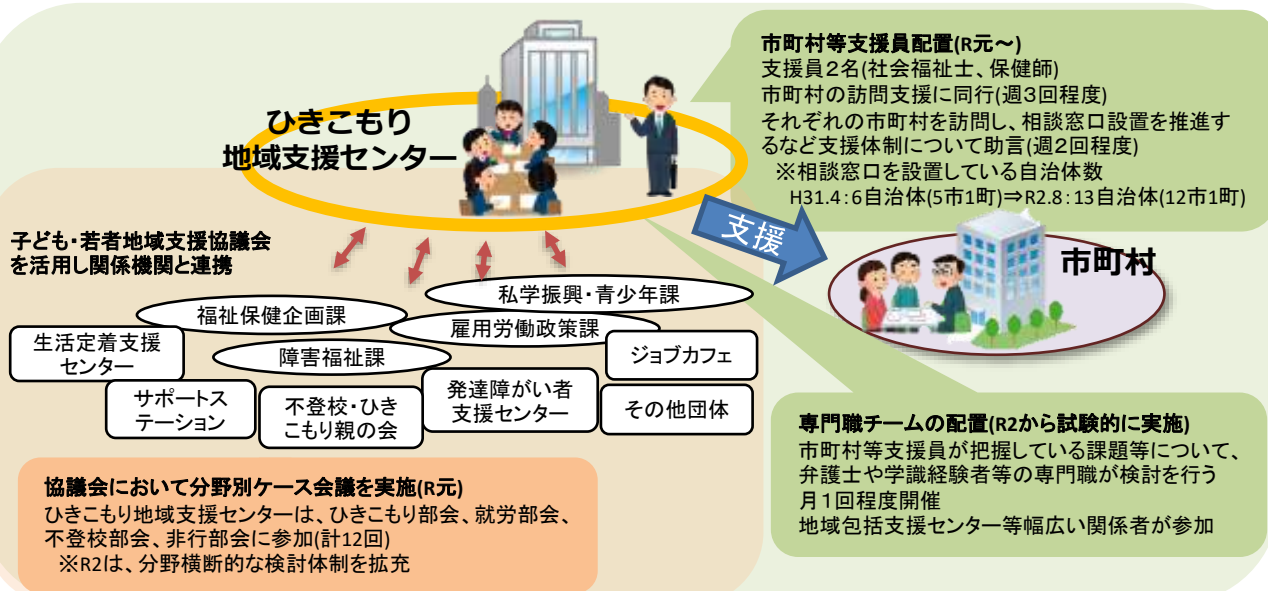 ひきこもり
地域支援センター
市町村等支援員配置(R元～)
支援員２名(社会福祉士、保健師)
市町村の訪問支援に同行(週３回程度)
それぞれの市町村を訪問し、相談窓口設置を推進す
るなど支援体制について助言(週２回程度)
※相談窓口を設置している自治体数
H31.4：6自治体(5市1町)⇒R2.8：13自治体(12市1町)
支援
市町村
子ども・若者地域支援協議会
を活用し関係機関と連携
私学振興・青少年課
福祉保健企画課
雇用労働政策課
生活定着支援
センター
障害福祉課
ジョブカフェ
サポートス
テーション
不登校・ひき
こもり親の会
発達障がい者
支援センター
その他団体
専門職チームの配置(R2から試験的に実施)
市町村等支援員が把握している課題等について、
弁護士や学識経験者等の専門職が検討を行う
月１回程度開催
地域包括支援センター等幅広い関係者が参加
協議会において分野別ケース会議を実施(R元)
ひきこもり地域支援センターは、ひきこもり部会、就労部会、
不登校部会、非行部会に参加(計12回)
※R2は、分野横断的な検討体制を拡充